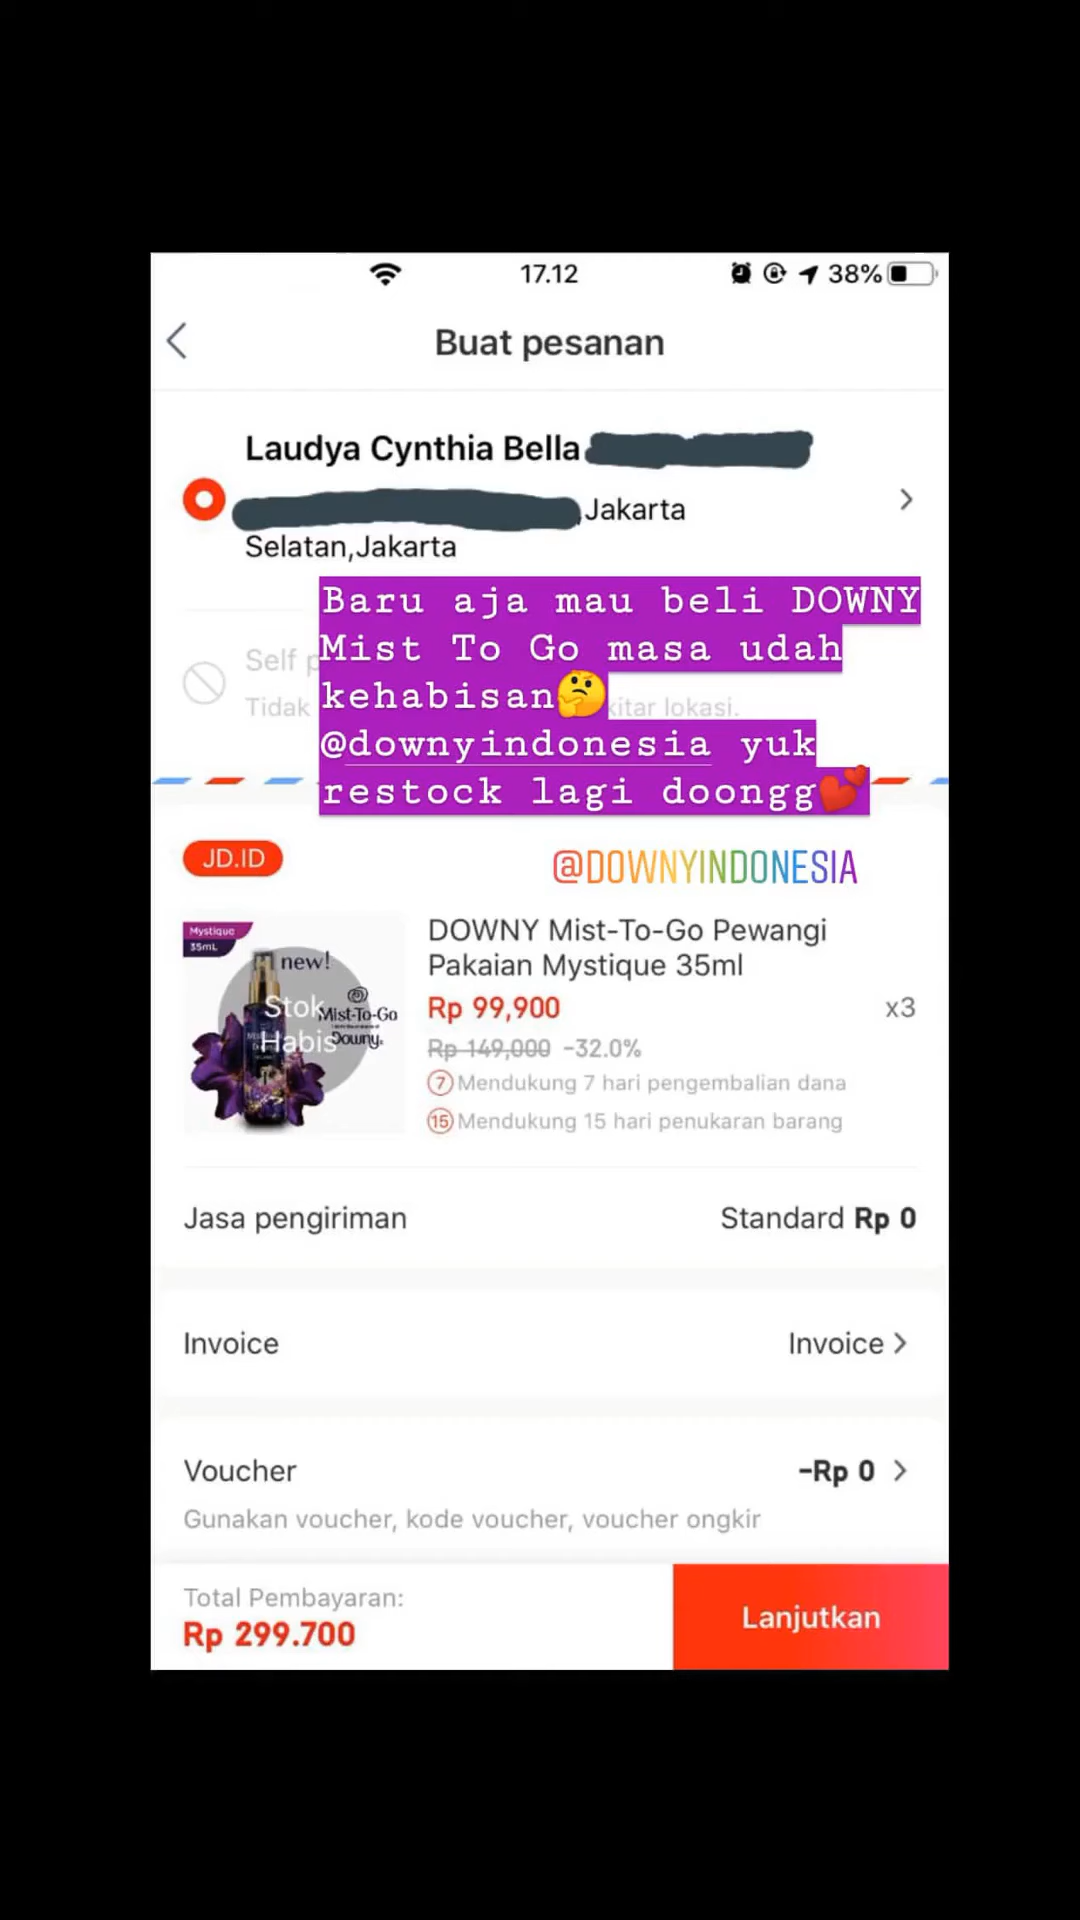 17.12
38%
Buat pesanan
Laudya Cynthia Bella
,Jakarta
Selatan,Jakarta
Baru aja mau beli DOWNY
Mist To Go masa udah
kehabisan🤔
@downyindonesia yuk
restock lagi doongg💕
Self p
Tidak
kitar lokasi.
JD.ID
@DOWNYINDONESIA
Mystique
35mL
new!
Stok
Habis
Mist-To-Go
Downy
DOWNY Mist-To-Go Pewangi
Pakaian Mystique 35ml
Rp 99,900
x3
Rp 149,000 -32.0%
7 Mendukung 7 hari pengembalian dana
15 Mendukung 15 hari penukaran barang
Jasa pengiriman
Standard Rp 0
Invoice
Invoice
Voucher
-Rp 0
Gunakan voucher, kode voucher, voucher ongkir
Total Pembayaran:
Rp 299.700
Lanjutkan